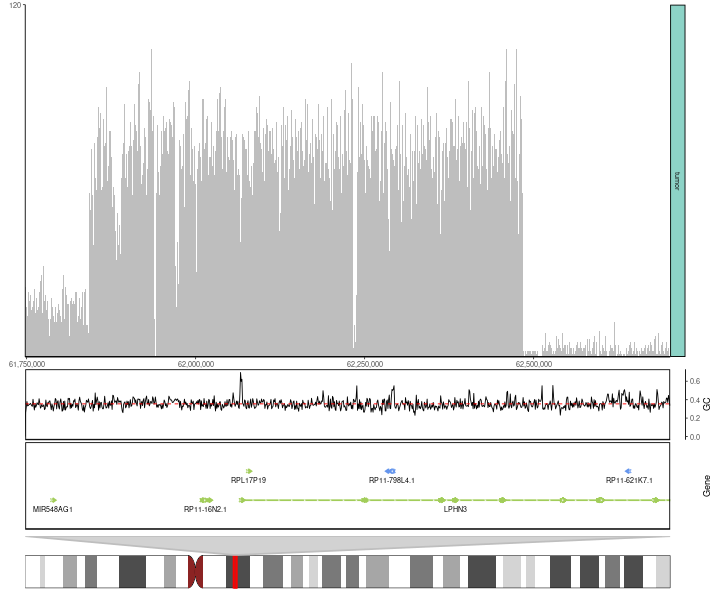 120
tumor
61,750,000 62,000,000 62,250,000 62,500,000
0.6
0.4
0.2
0.0
GC
RPL17P19 RP11-798L4.1 RP11-621K7.1
MIR548AG1 RP11-16N2.1 LPHN3
Gene